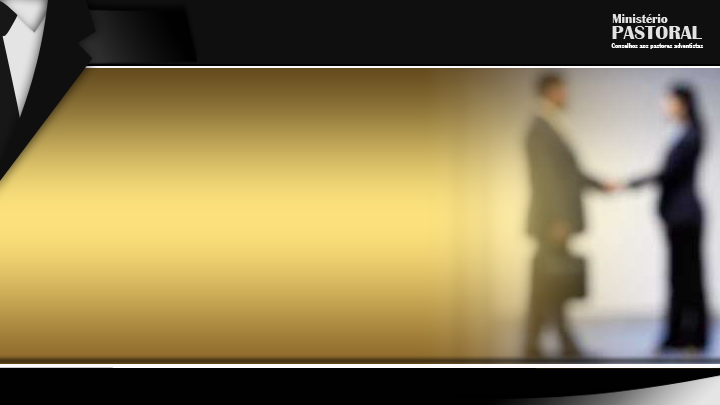 Ministério
PASTORAL
Conselhos aos pastores adventistas